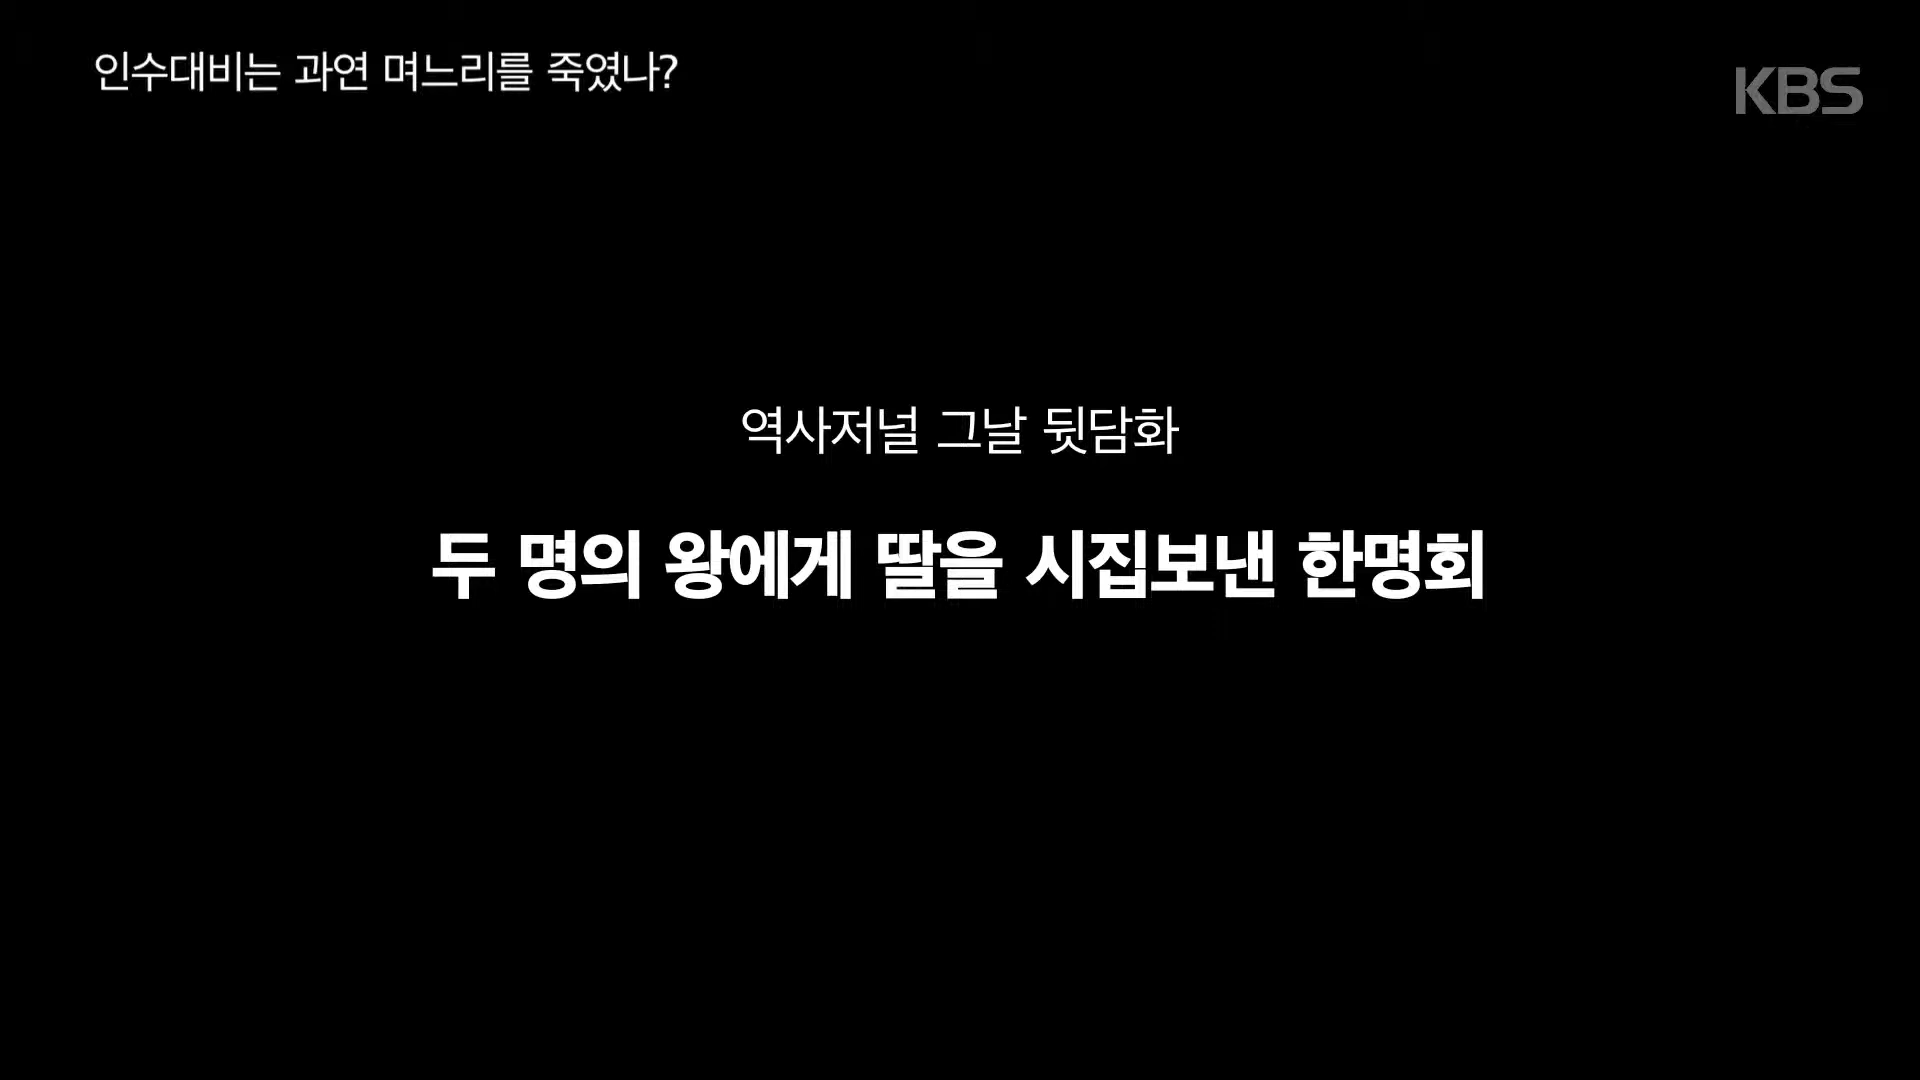 인수대비는 과연 며느리를 죽였나?
KBS
역사저널 그날 뒷담화
두 명의 왕에게 딸을 시집보낸 한명회